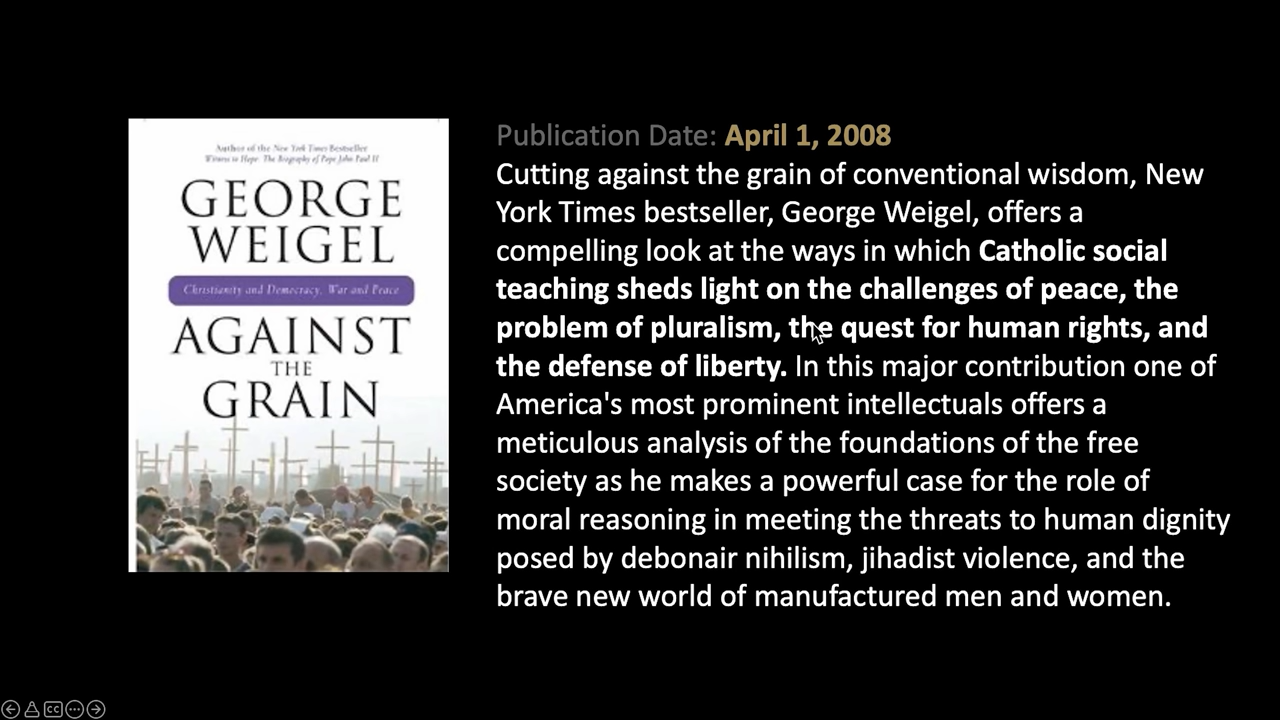 Author of the New York Times Bestseller
Witness to Hope: The Biography of Pope John Paul II
GEORGE
WEIGEL
Christianity and Democracy, War and Peace
AGAINST
THE
GRAIN
Publication Date: April 1, 2008
Cutting against the grain of conventional wisdom, New
York Times bestseller, George Weigel, offers a
compelling look at the ways in which Catholic social
teaching sheds light on the challenges of peace, the
problem of pluralism, the quest for human rights, and
the defense of liberty. In this major contribution one of
America's most prominent intellectuals offers a
meticulous analysis of the foundations of the free
society as he makes a powerful case for the role of
moral reasoning in meeting the threats to human dignity
posed by debonair nihilism, jihadist violence, and the
brave new world of manufactured men and women.
CC